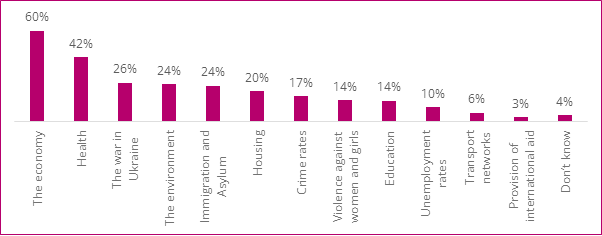 60%
42%
26%
24%
24%
20%
17%
14%
14%
10%
6%
3%
4%
The economy
Health
The war in
Ukraine
The environment
Immigration and
Asylum
Housing
Crime rates
Violence against
women and girls
Education
Unemployment
rates
Transport
networks
Provision of
international aid
Don't know